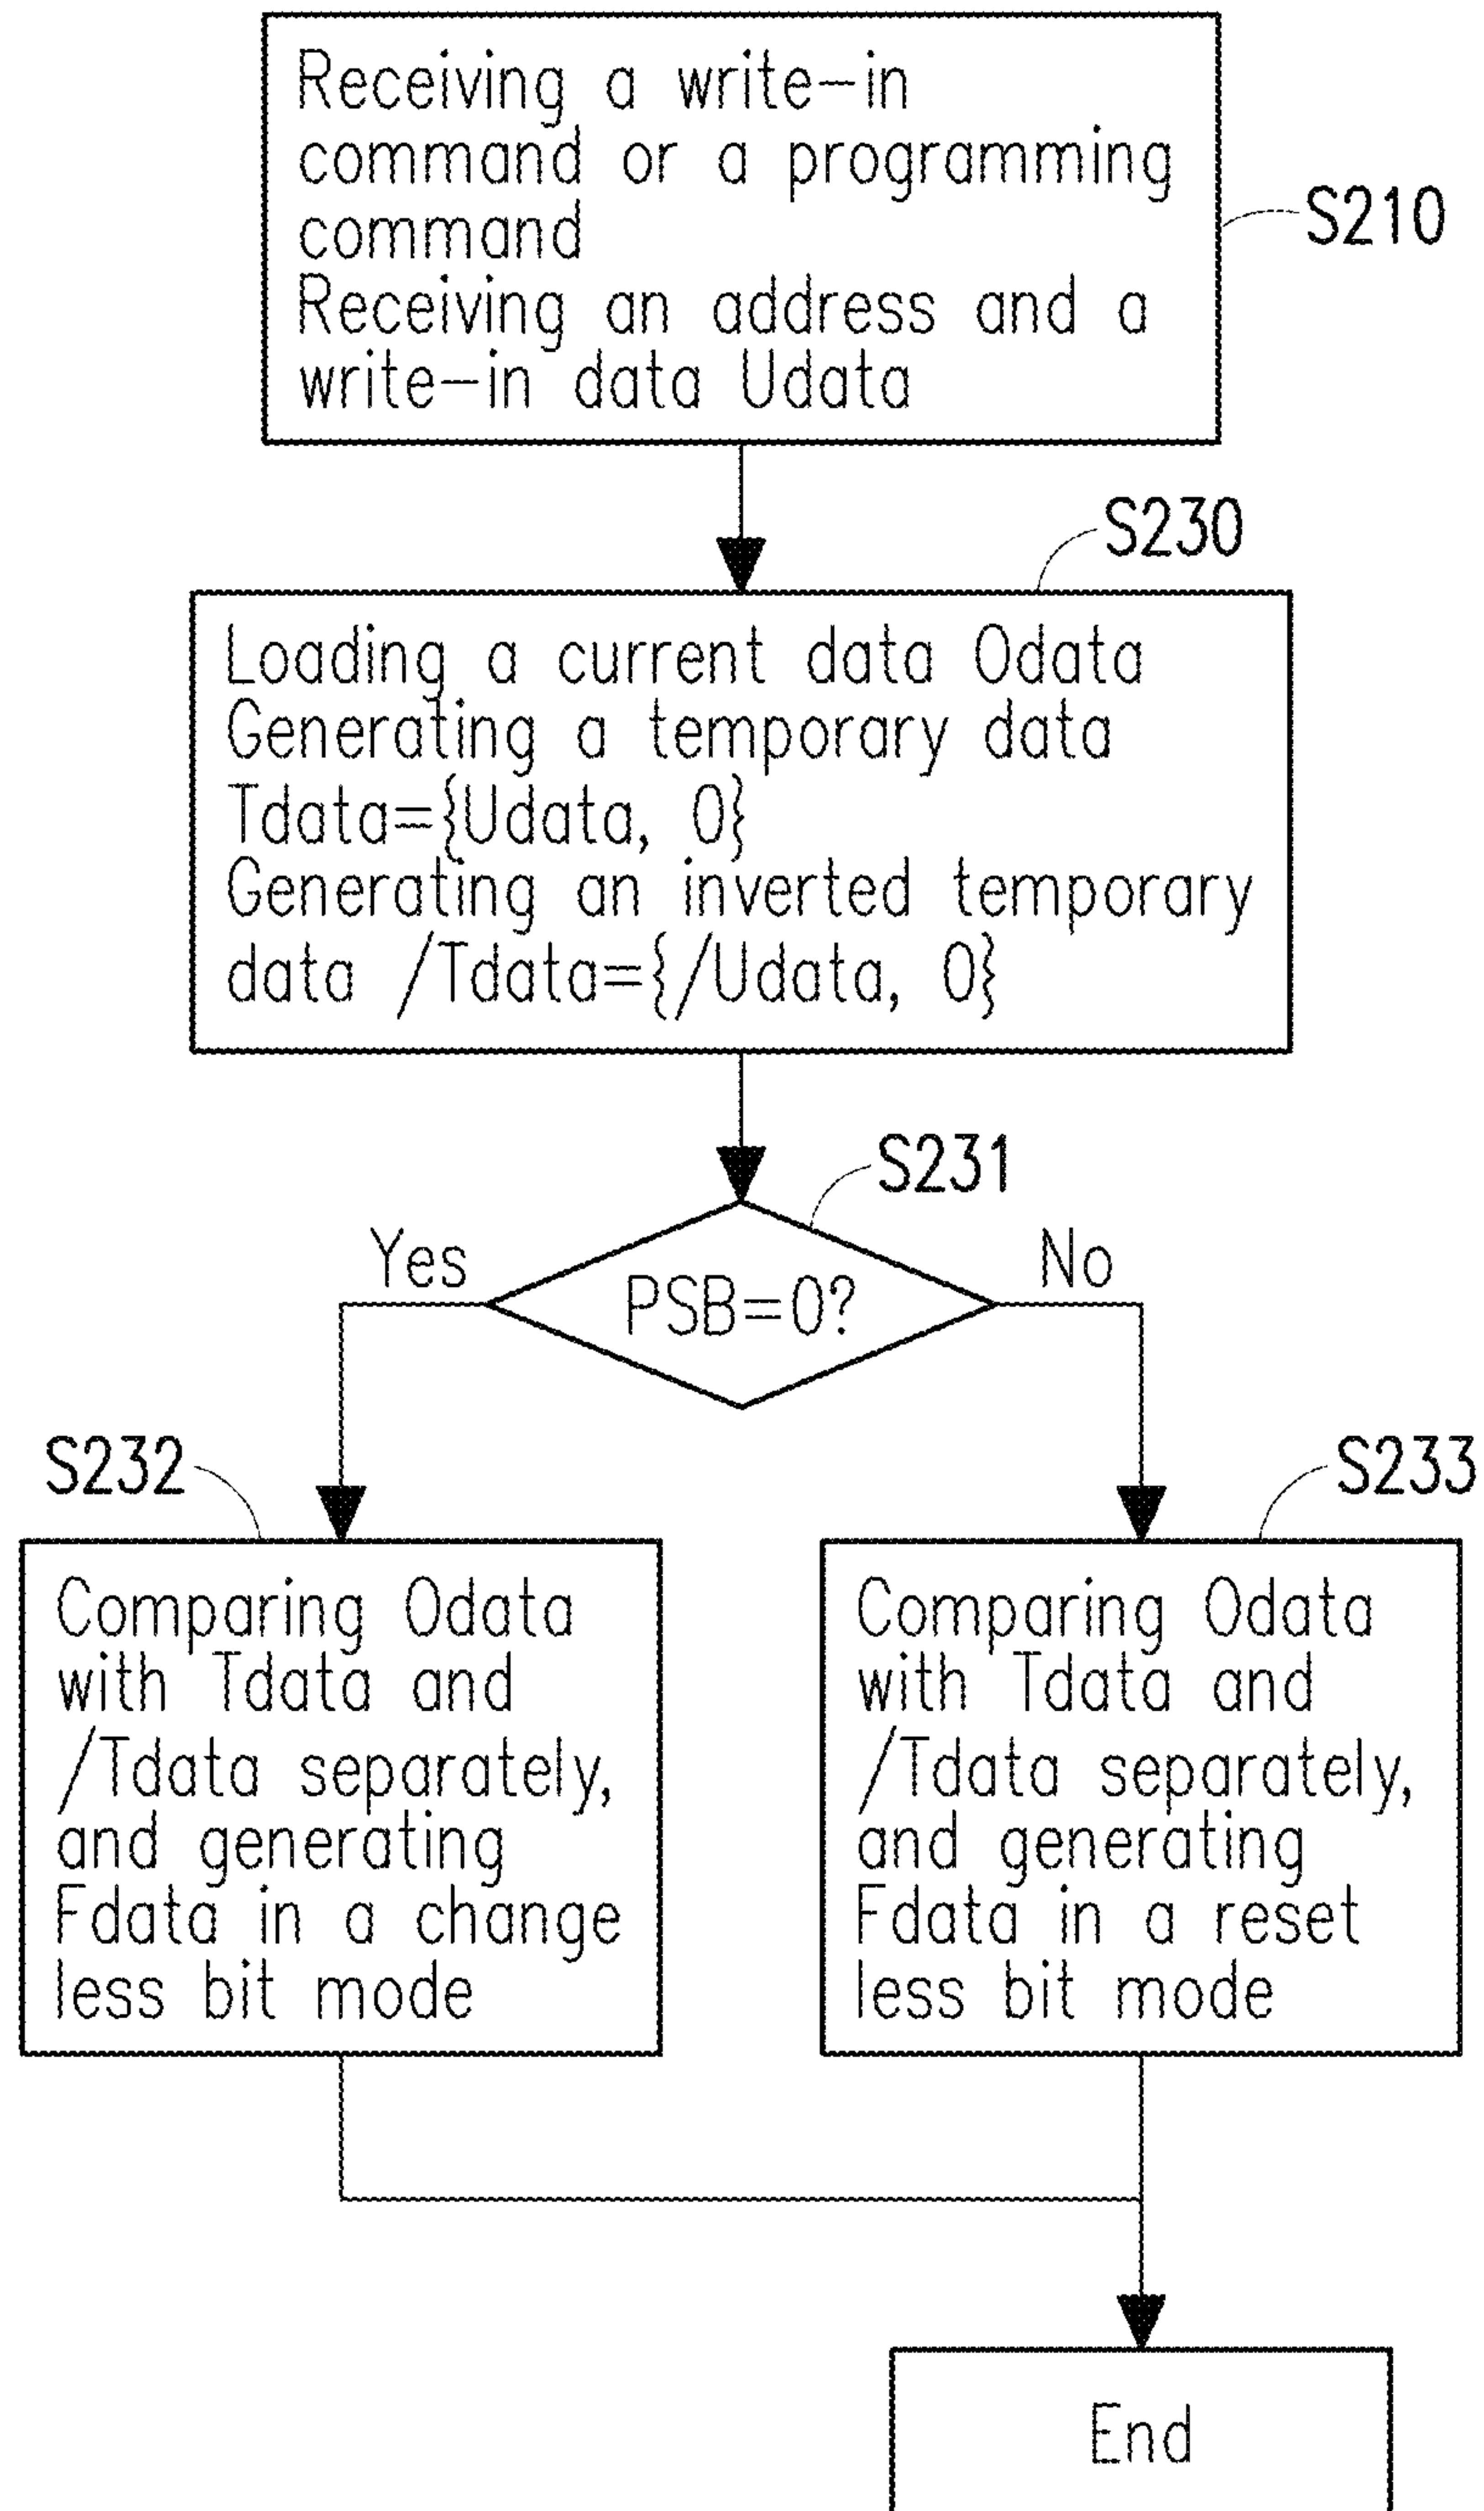 Receiving a write-in
command or a programming
command
Receiving an address and a
write-in data Udata
S210
S230
Loading a current data Odata
Generating a temporary data
Tdata={Udata, 0}
Generating an inverted temporary
data /Tdata={/Udata, 0}
S231
Yes
PSB=0?
No
S232
Comparing Odata
with Tdata and
/Tdata separately,
and generating
Fdata in a change
less bit mode
S233
Comparing Odata
with Tdata and
/Tdata separately,
and generating
Fdata in a reset
less bit mode
End